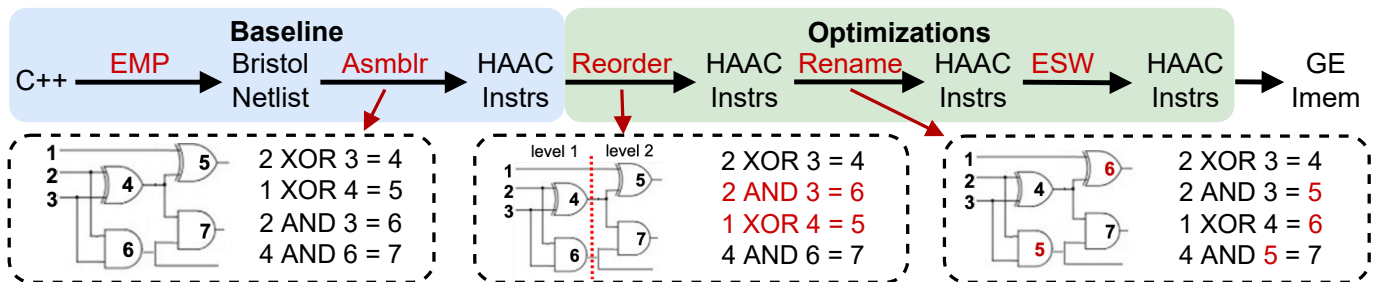 Baseline
Optimizations
C++
EMP
Bristol
Netlist
Asmblr
HAAC
Instrs
Reorder
HAAC
Instrs
Rename
HAAC
Instrs
ESW
HAAC
Instrs
GE
Imem
1
2
3
4
5
6
7
2 XOR 3 = 4
1 XOR 4 = 5
2 AND 3 = 6
4 AND 6 = 7
level 1
level 2
1
2
3
4
5
6
7
2 XOR 3 = 4
2 AND 3 = 6
1 XOR 4 = 5
4 AND 6 = 7
1
2
3
4
6
5
7
2 XOR 3 = 4
2 AND 3 = 5
1 XOR 4 = 6
4 AND 5 = 7